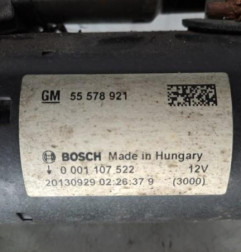 GM 55 578 921
BOSCH Made in Hungary
0 001 107 522 12V
20130929 02:26:37 9 (3000)